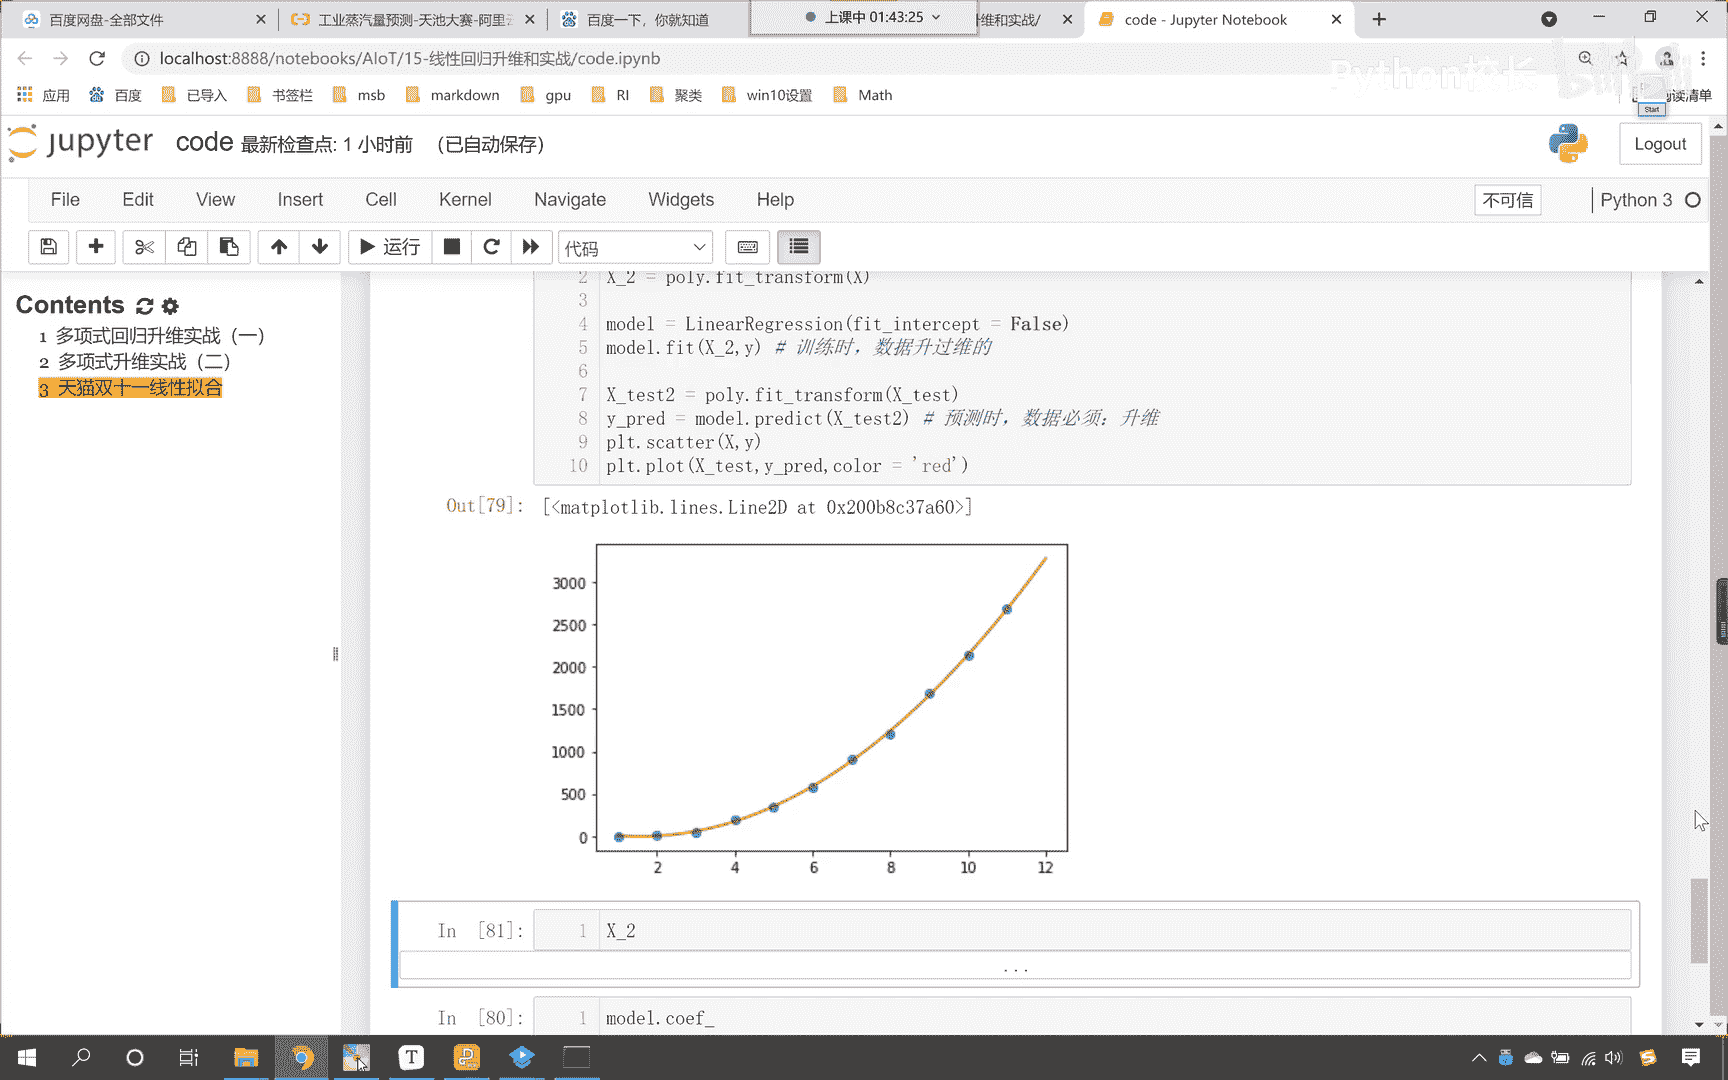 百度网盘-全部文件
工业蒸汽量预测-天池大赛-阿里云
百度一下，你就知道
上课中 01:43:25
维和实战/
code - Jupyter Notebook
localhost:8888/notebooks/AIoT/15-线性回归升维和实战/code.ipynb
Python校长
应用 百度 已导入 书签栏 msb markdown gpu RI 聚类 win10设置 Math 阅读清单
Start
jupyter code 最新检查点: 1 小时前 (已自动保存)
Logout
File Edit View Insert Cell Kernel Navigate Widgets Help
不可信 Python 3
运行 代码
Contents
1 多项式回归升维实战（一）
2 多项式升维实战（二）
3 天猫双十一线性拟合
2 X_2 = poly.fit_transform(X)
3
4 model = LinearRegression(fit_intercept = False)
5 model.fit(X_2,y) # 训练时，数据升过维的
6
7 X_test2 = poly.fit_transform(X_test)
8 y_pred = model.predict(X_test2) # 预测时，数据必须：升维
9 plt.scatter(X,y)
10 plt.plot(X_test,y_pred,color = 'red')
Out[79]: [<matplotlib.lines.Line2D at 0x200b8c37a60>]
3000
2500
2000
1500
1000
500
0
2 4 6 8 10 12
In [81]: 1 X_2
...
In [80]: 1 model.coef_